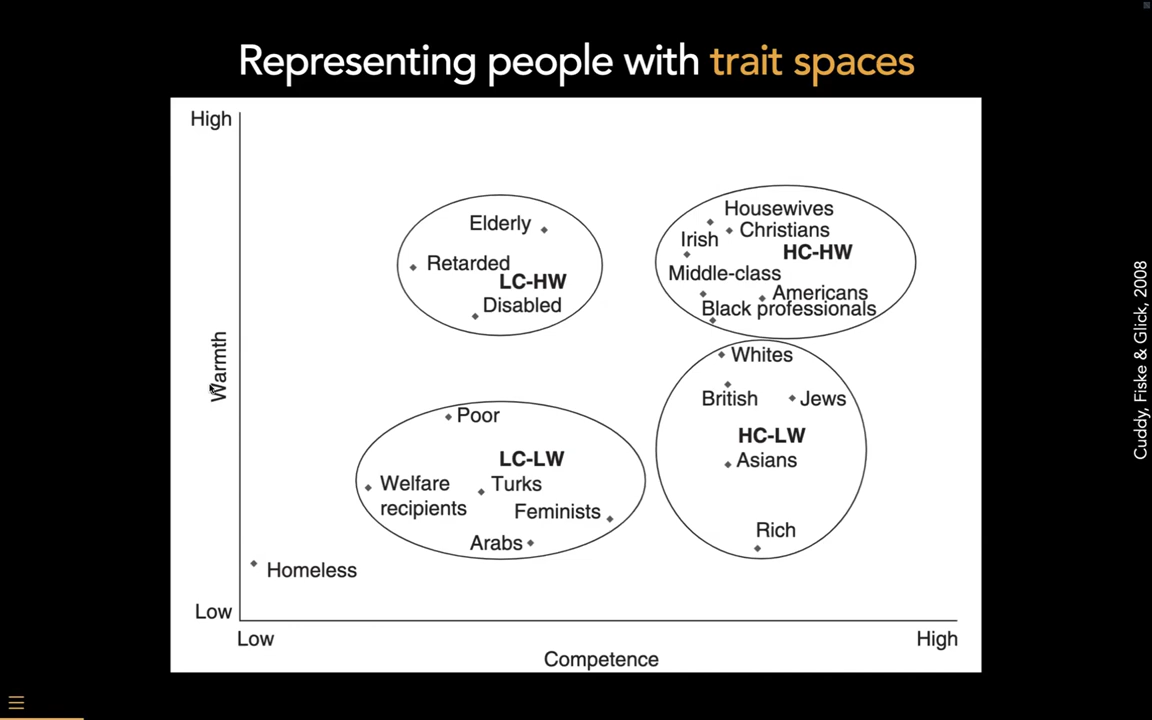 Representing people with trait spaces
High
Housewives
Elderly
Christians
Irish
HC-HW
Retarded
Middle-class
LC-HW
Americans
Disabled
Black professionals
Warmth
Whites
British
Jews
Poor
HC-LW
LC-LW
Asians
Welfare
recipients
Turks
Feminists
Rich
Arabs
Homeless
Low
Low
High
Competence
Cuddy, Fiske & Glick, 2008